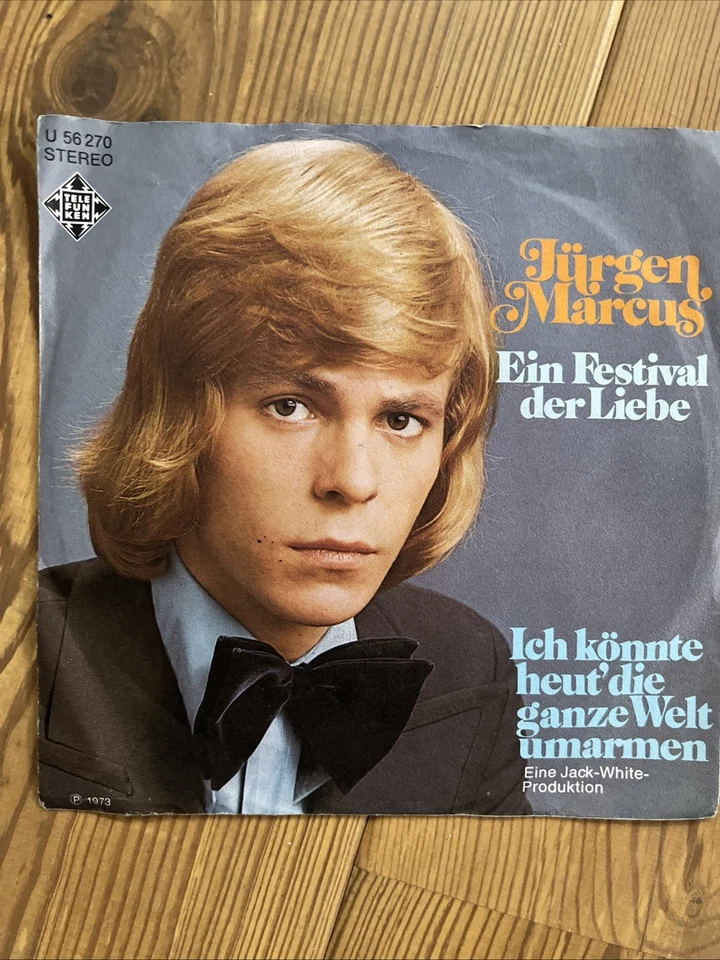 U 56 270
STEREO
TELE
FUN
KEN
Jürgen
Marcus
Ein Festival
der Liebe
Ich könnte
heut' die
ganze Welt
umarmen
Eine Jack-White-
Produktion
Ⓟ 1973